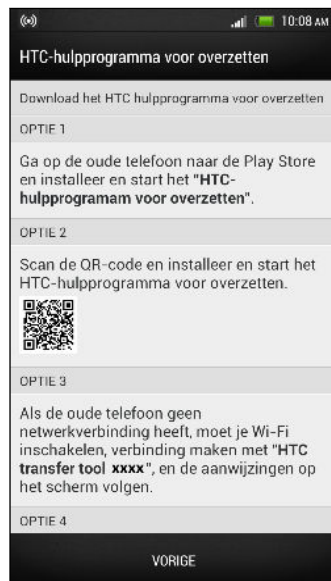 10:08 AM
HTC-hulpprogramma voor overzetten
Download het HTC hulpprogramma voor overzetten
OPTIE 1
Ga op de oude telefoon naar de Play Store
en installeer en start het "HTC-
hulpprogramam voor overzetten".
OPTIE 2
Scan de QR-code en installeer en start het
HTC-hulpprogramma voor overzetten.
OPTIE 3
Als de oude telefoon geen
netwerkverbinding heeft, moet je Wi-Fi
inschakelen, verbinding maken met "HTC
transfer tool xxxx", en de aanwijzingen op
het scherm volgen.
OPTIE 4
VORIGE